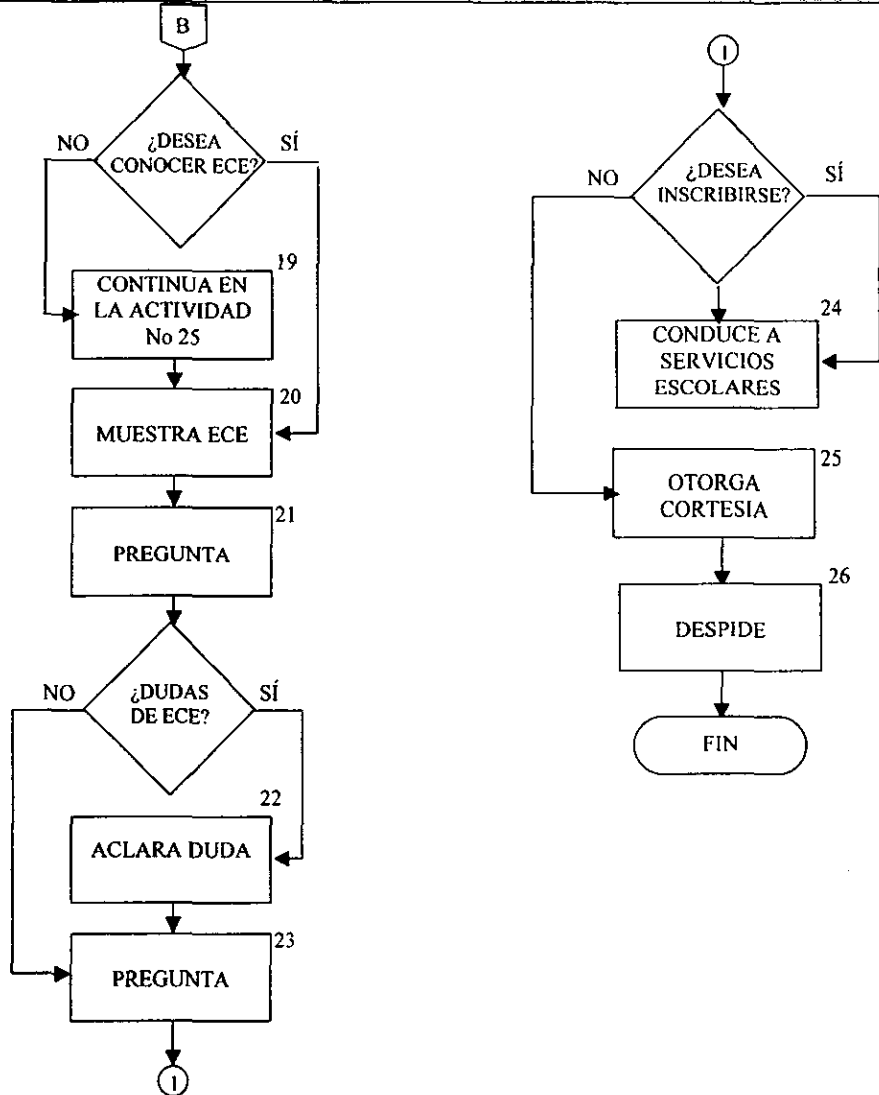 B
¿DESEA
CONOCER ECE?
NO
SÍ
19
CONTINUA EN
LA ACTIVIDAD
No 25
20
MUESTRA ECE
21
PREGUNTA
¿DUDAS
DE ECE?
NO
SÍ
22
ACLARA DUDA
23
PREGUNTA
1
1
¿DESEA
INSCRIBIRSE?
NO
SÍ
24
CONDUCE A
SERVICIOS
ESCOLARES
25
OTORGA
CORTESIA
26
DESPIDE
FIN